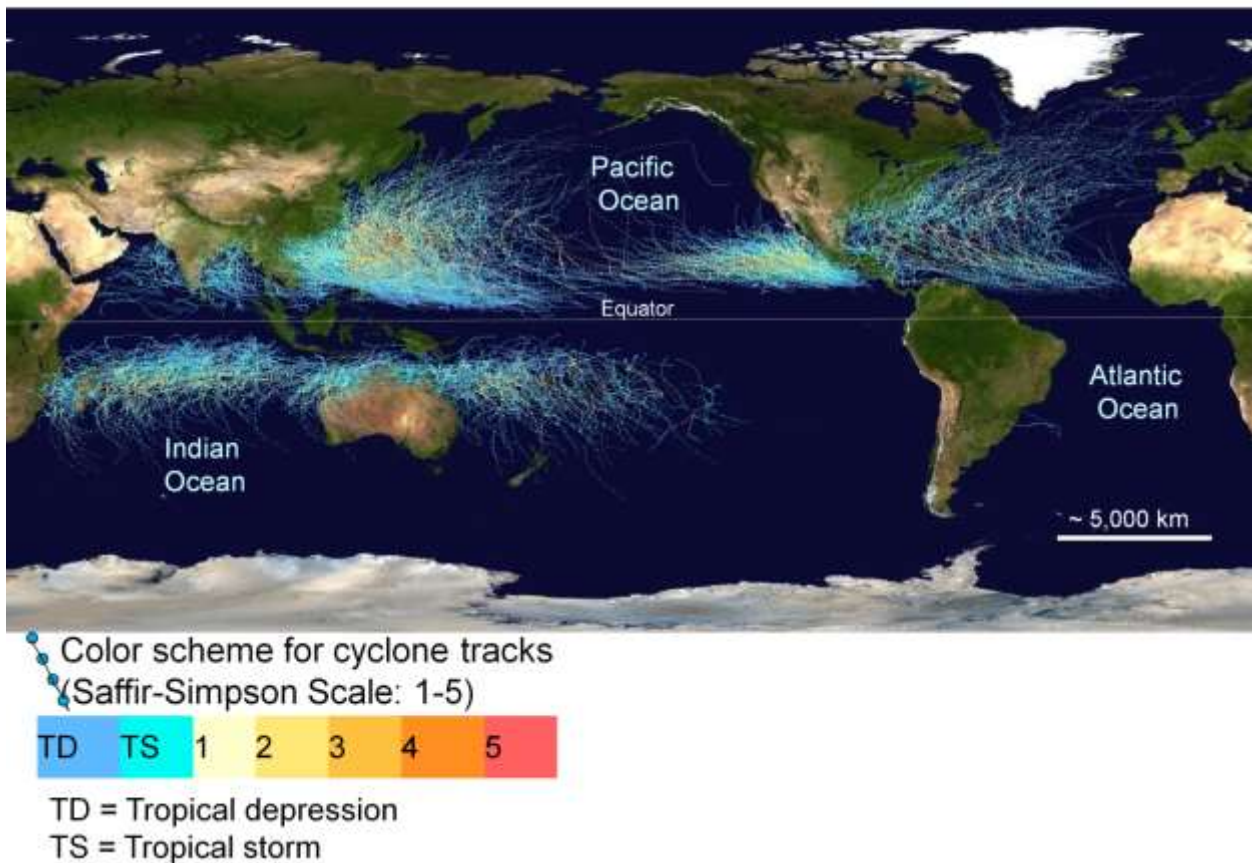 Pacific
Ocean
Equator
Atlantic
Ocean
Indian
Ocean
~ 5,000 km
Color scheme for cyclone tracks
(Saffir-Simpson Scale: 1-5)
TD TS 1 2 3 4 5
TD = Tropical depression
TS = Tropical storm